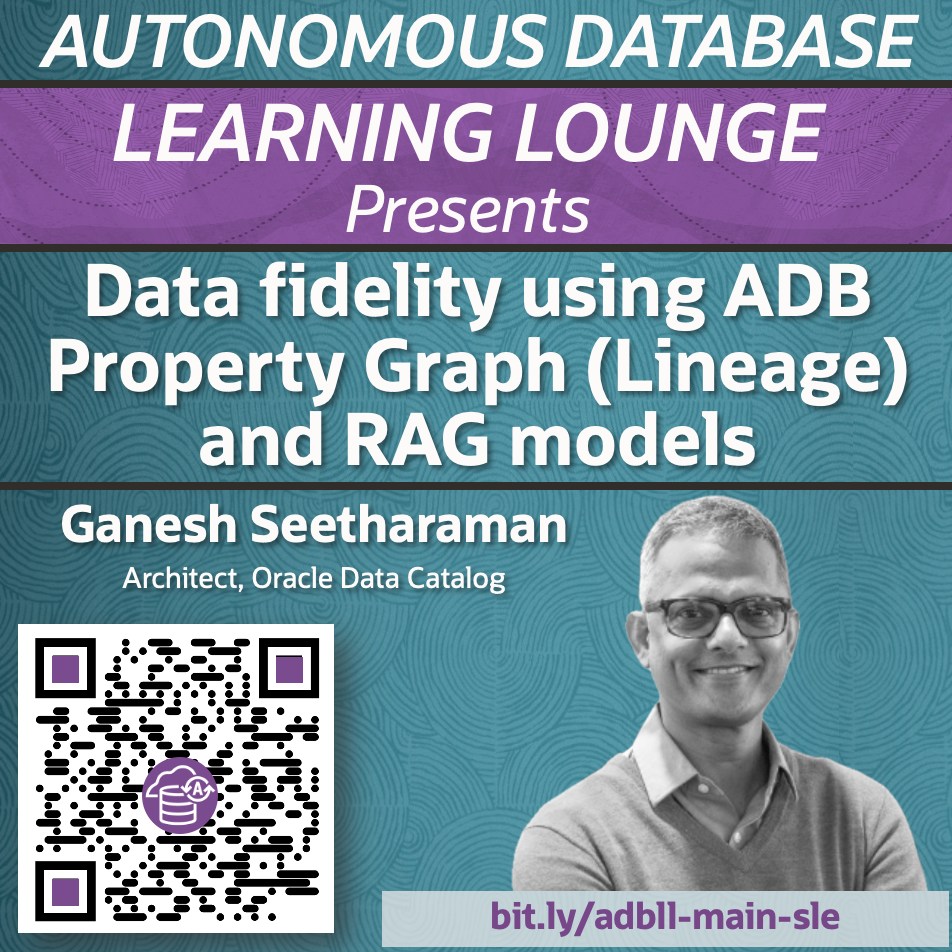 AUTONOMOUS DATABASE
LEARNING LOUNGE
Presents
Data fidelity using ADB
Property Graph (Lineage)
and RAG models
Ganesh Seetharaman
Architect, Oracle Data Catalog
A
bit.ly/adbll-main-sle